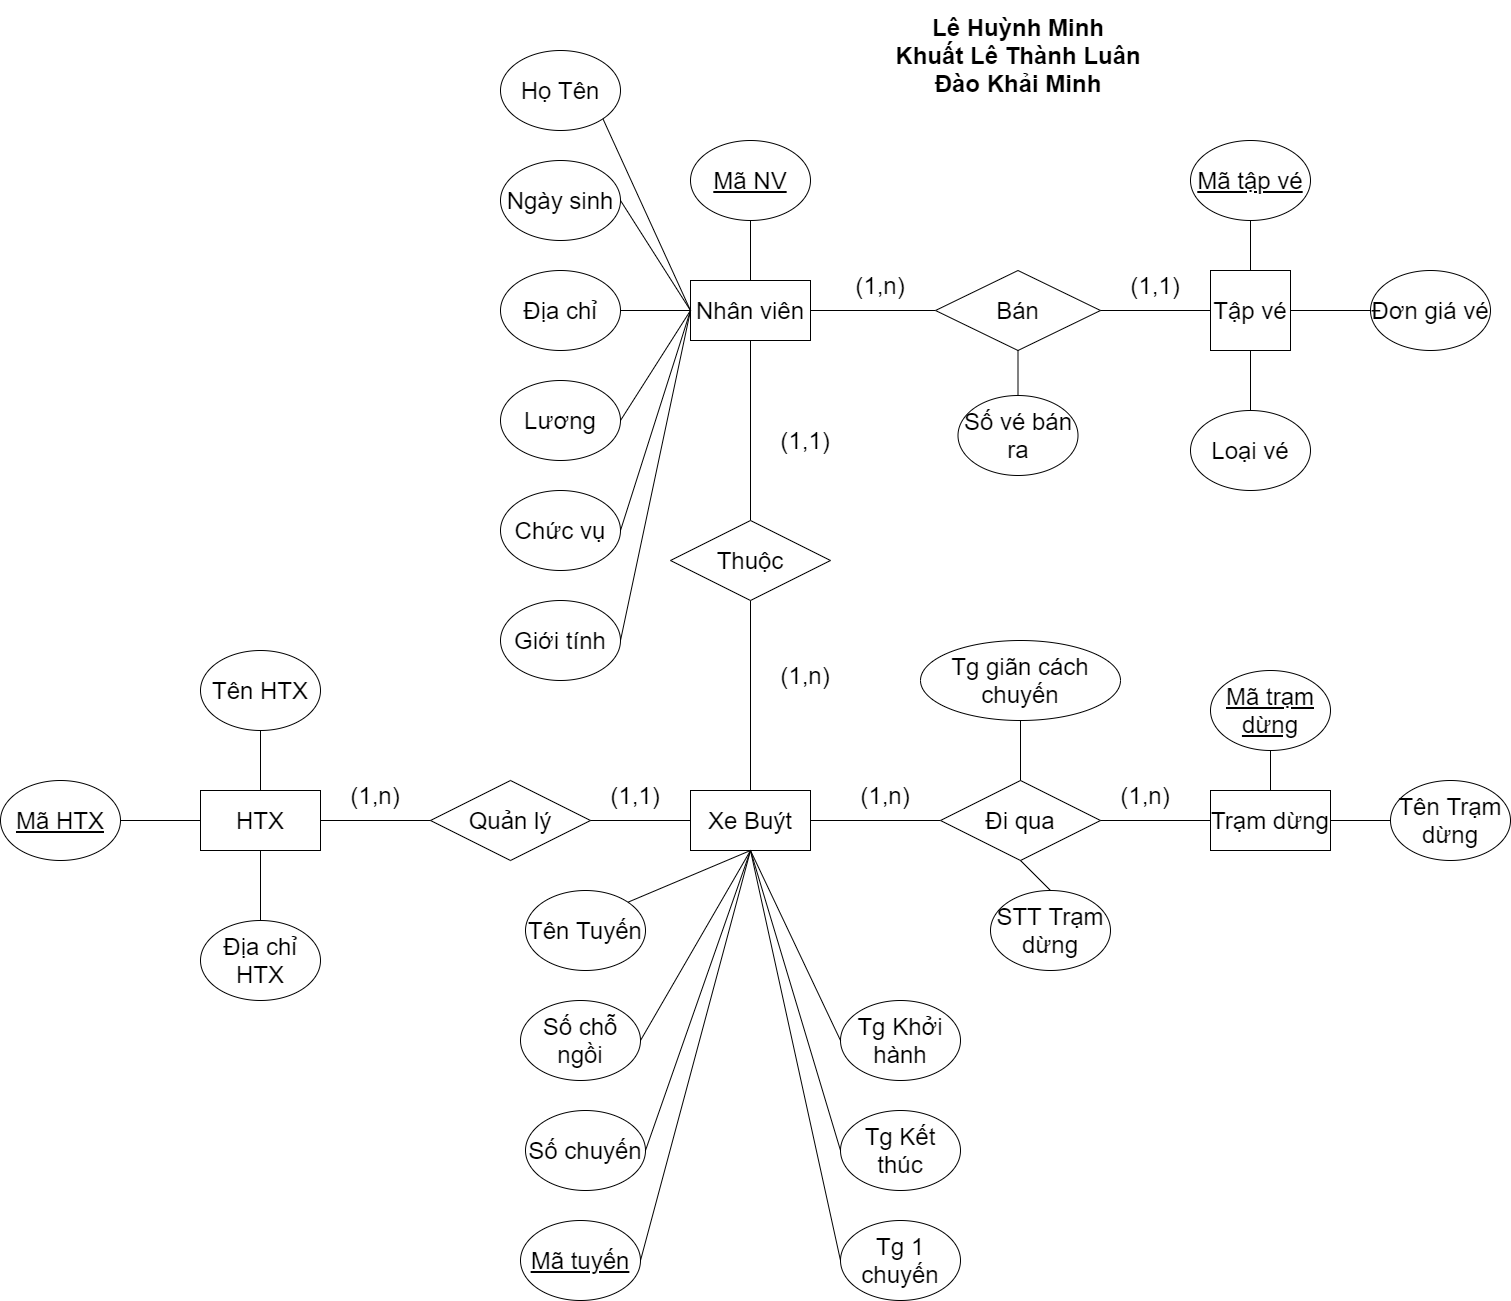 Lê Huỳnh Minh
Khuất Lê Thành Luân
Đào Khải Minh
Họ Tên
Mã NV
Mã tập vé
Ngày sinh
(1,n)
(1,1)
Địa chỉ
Nhân viên
Bán
Tập vé
Đơn giá vé
Lương
(1,1)
Số vé bán
ra
Loại vé
Chức vụ
Thuộc
Giới tính
(1,n)
Tg giãn cách
chuyến
Tên HTX
Mã trạm
dừng
(1,n)
(1,1)
(1,n)
(1,n)
Mã HTX
HTX
Quản lý
Xe Buýt
Đi qua
Trạm dừng
Tên Trạm
dừng
Địa chỉ
HTX
Tên Tuyến
STT Trạm
dừng
Số chỗ
ngồi
Tg Khởi
hành
Số chuyến
Tg Kết
thúc
Mã tuyến
Tg 1
chuyến